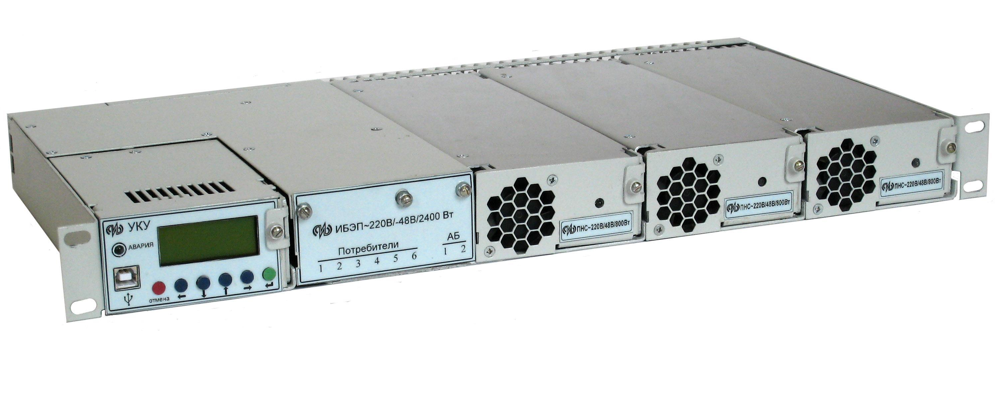 УКУ
АВАРИЯ
отмена
ИБЭП~220В/-48В/2400 Вт
Потребители
АБ
1 2 3 4 5 6
1 2
ПНС~220В/48В/800Вт
ПНС~220В/48В/800Вт
ПНС~220В/48В/800Вт